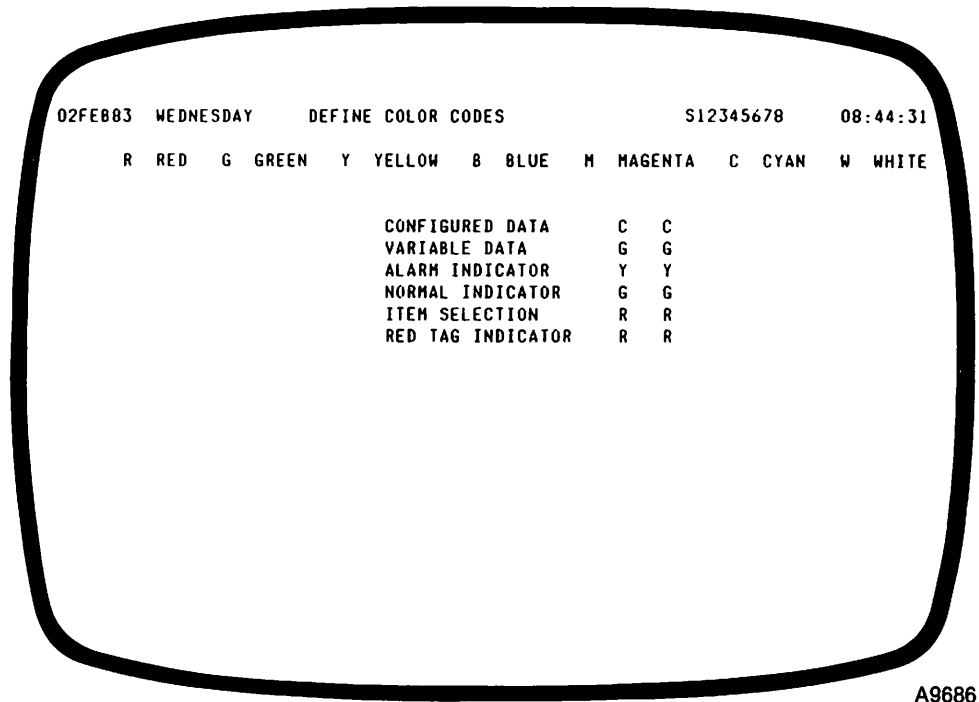 02FEB83 WEDNESDAY DEFINE COLOR CODES S12345678 08:44:31
R RED G GREEN Y YELLOW B BLUE M MAGENTA C CYAN W WHITE
CONFIGURED DATA C C
VARIABLE DATA G G
ALARM INDICATOR Y Y
NORMAL INDICATOR G G
ITEM SELECTION R R
RED TAG INDICATOR R R
A9686